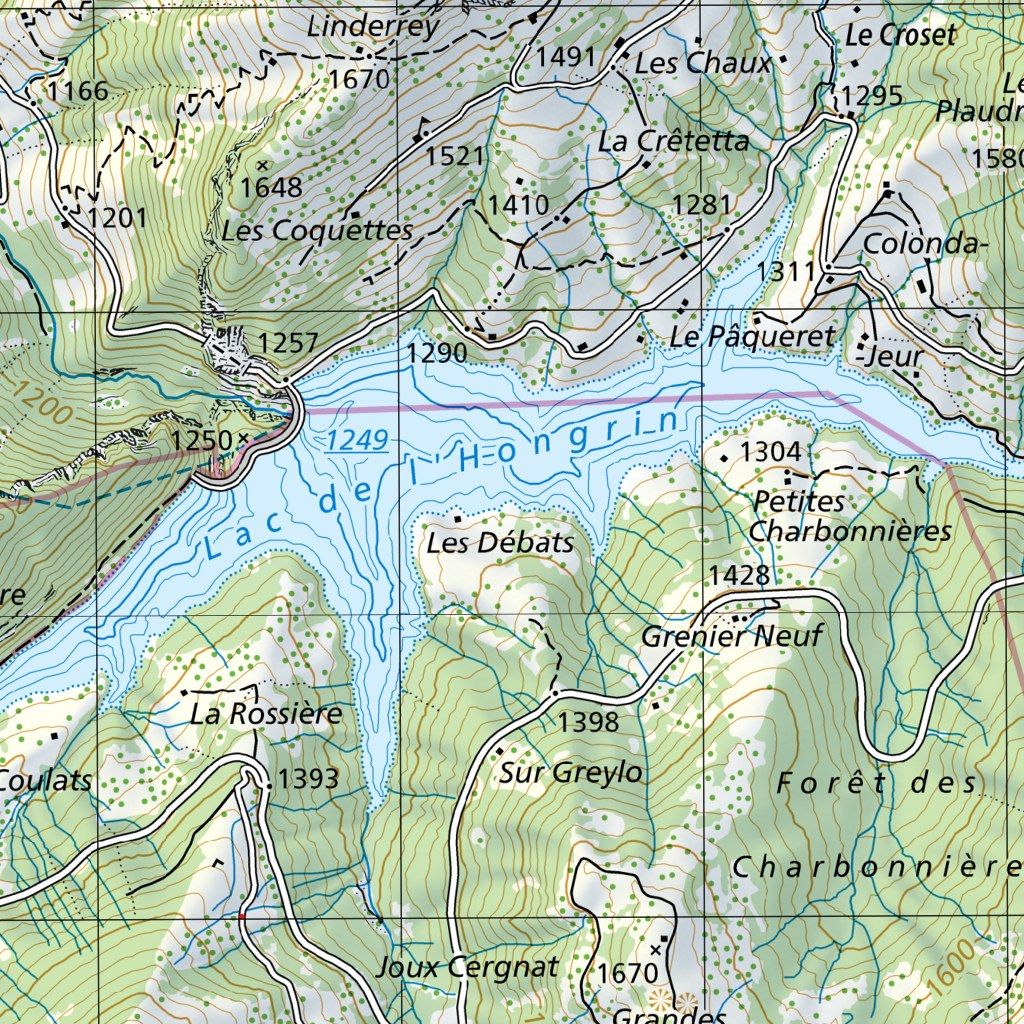 Linderrey
1670
1491
Les Chaux
Le Croset
1166
1295
Plaudr
1521
La Crêtetta
1580
1648
1201
Les Coquettes
1410
1281
Colonda-
1311
1257
1290
Le Pâqueret
-Jeur
1200
1250
1249
Lac de l'Hongrin
1304
Petites
Charbonnières
Les Débats
1428
re
Grenier Neuf
La Rossière
1398
Coulats
1393
Sur Greylo
Forêt des
Charbonnière
Joux Cergnat
1670
1600
Grandes